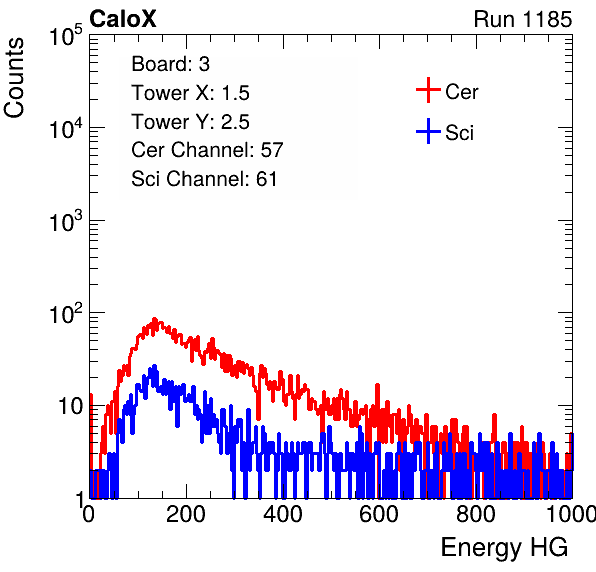 CaloX
Run 1185
Counts
10^5
10^4
10^3
10^2
10
1
Board: 3
Tower X: 1.5
Tower Y: 2.5
Cer Channel: 57
Sci Channel: 61
Cer
Sci
0
200
400
600
800
1000
Energy HG